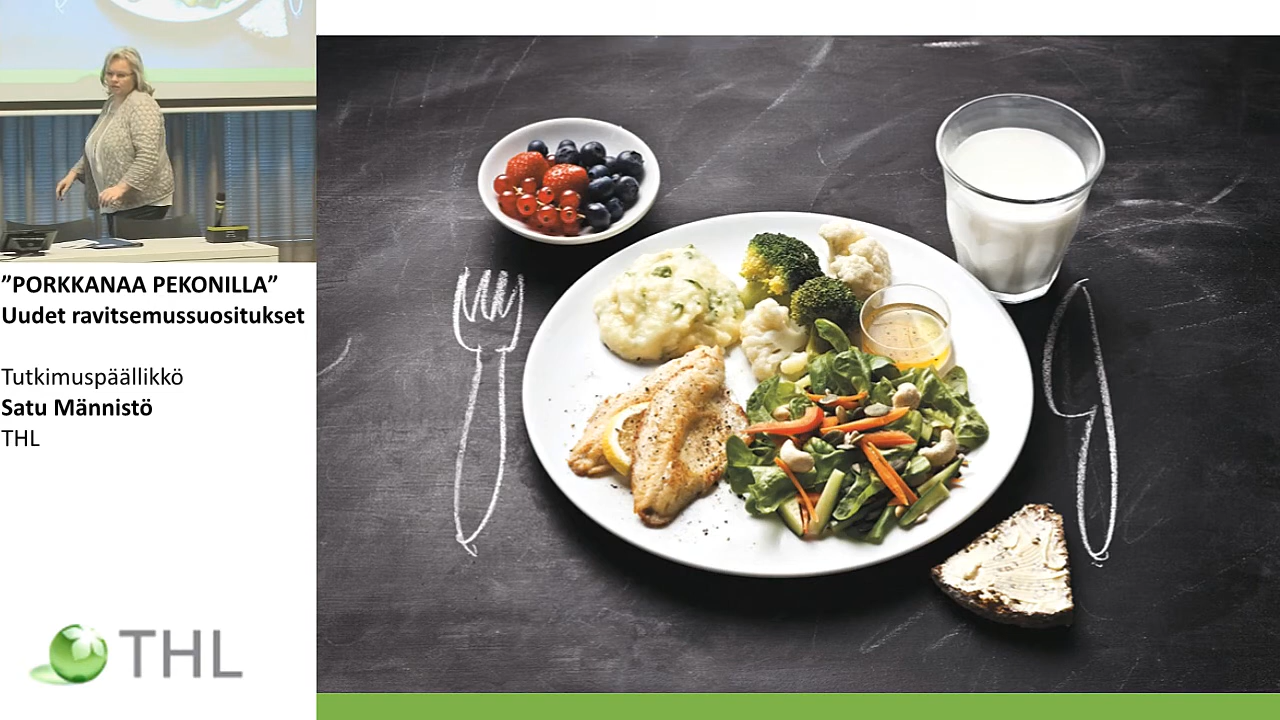 ”PORKKANAA PEKONILLA”
Uudet ravitsemussuositukset
Tutkimuspäällikkö
Satu Männistö
THL
THL